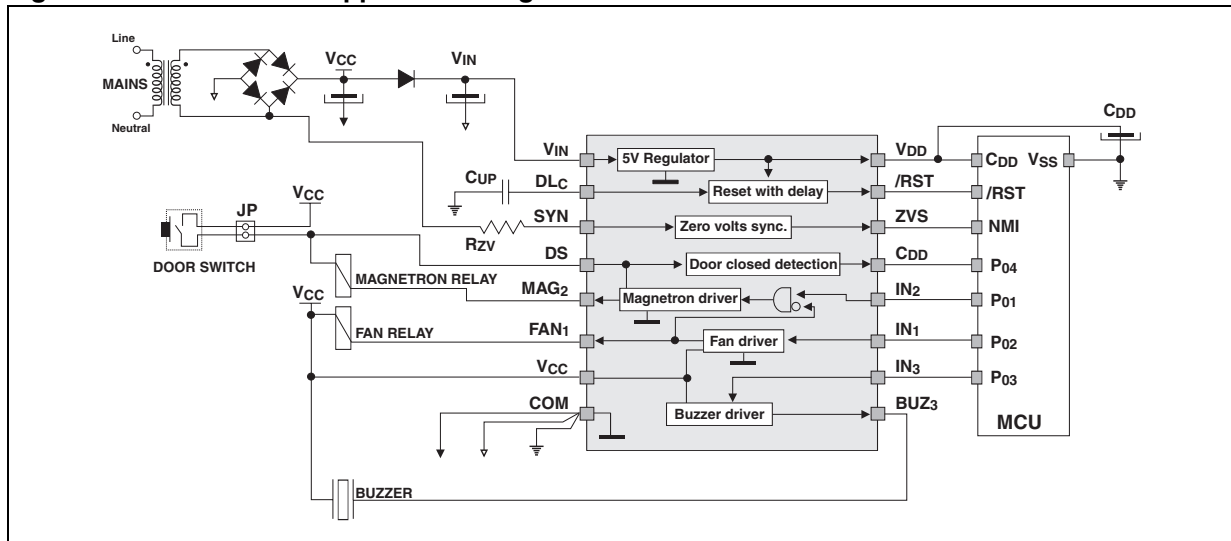 Line
MAINS
Neutral
VCC
VIN
VIN
5V Regulator
VDD
CDD
CDD
VSS
CUP
DLC
Reset with delay
/RST
/RST
VCC
JP
SYN
RZV
Zero volts sync.
ZVS
NMI
DOOR SWITCH
DS
Door closed detection
CDD
P04
MAGNETRON RELAY
MAG2
Magnetron driver
IN2
P01
VCC
FAN RELAY
FAN1
Fan driver
IN1
P02
VCC
IN3
P03
COM
Buzzer driver
BUZ3
MCU
BUZZER